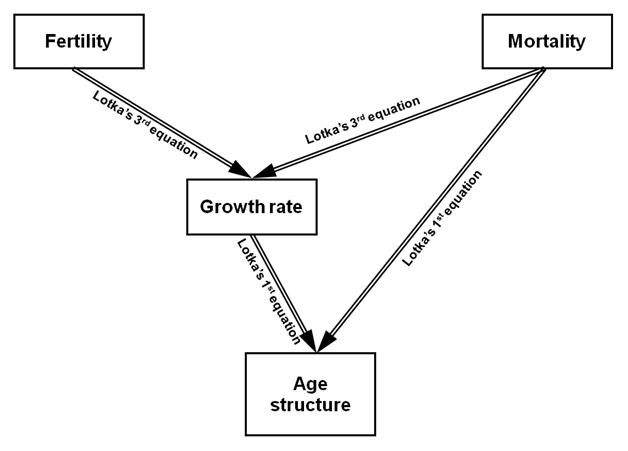 Fertility
Mortality
Lotka's 3rd equation
Lotka's 3rd equation
Growth rate
Lotka's 1st equation
Lotka's 1st equation
Age
structure